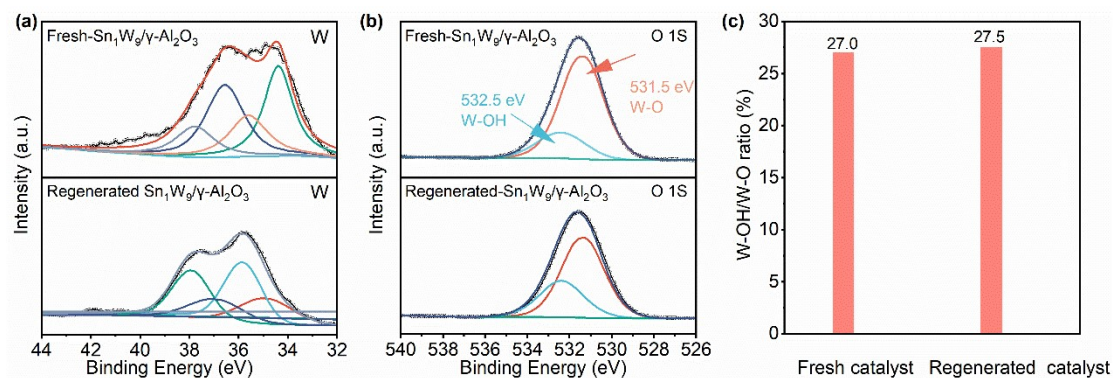 (a)
Fresh-Sn₁W₉/γ-Al₂O₃
W
Regenerated Sn₁W₉/γ-Al₂O₃
W
Intensity (a.u.)
44 42 40 38 36 34 32
Binding Energy (eV)
(b)
Fresh-Sn₁W₉/γ-Al₂O₃
O 1S
532.5 eV
W-OH
531.5 eV
W-O
Regenerated-Sn₁W₉/γ-Al₂O₃
O 1S
Intensity (a.u.)
540 538 536 534 532 530 528 526
Binding Energy (eV)
(c)
W-OH/W-O ratio (%)
30
25
20
15
10
5
0
27.0
27.5
Fresh catalyst
Regenerated catalyst